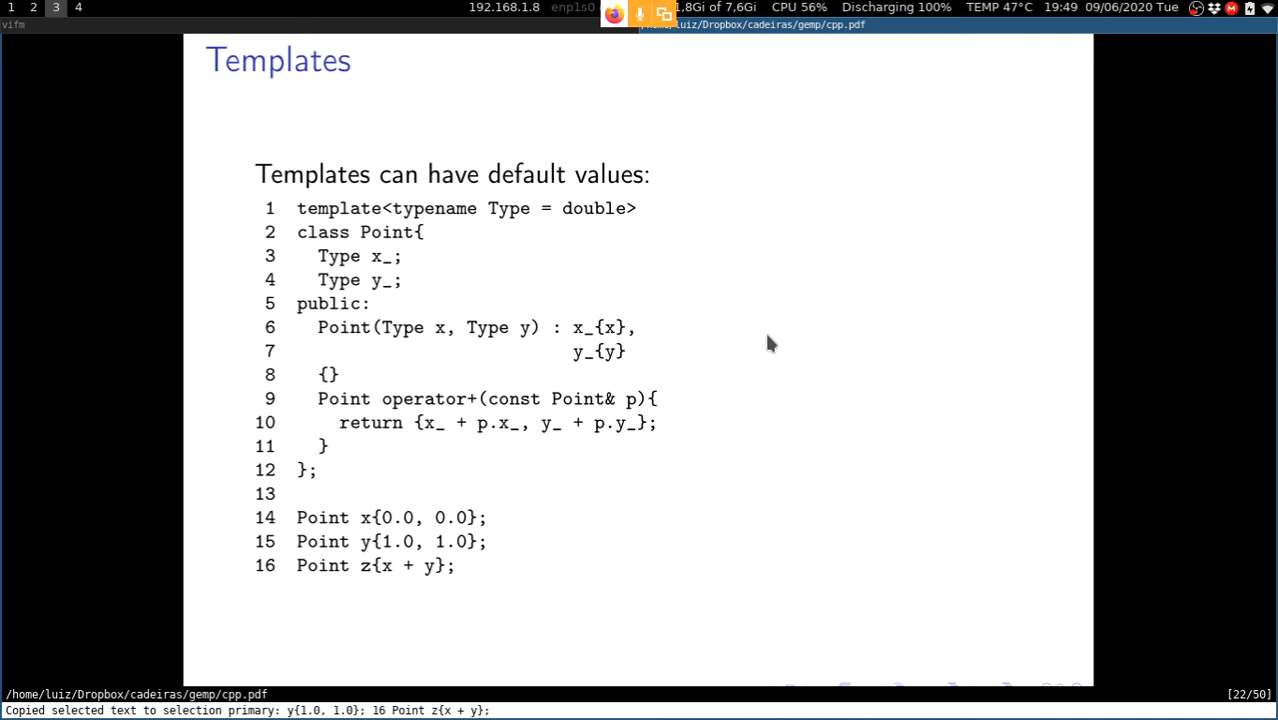 1 2 3 4 192.168.1.8 enp1s0 1,8Gi of 7,6Gi CPU 56% Discharging 100% TEMP 47°C 19:49 09/06/2020 Tue
vifm /luiz/Dropbox/cadeiras/gemp/cpp.pdf
Templates
Templates can have default values:
1 template<typename Type = double>
2 class Point{
3 Type x_;
4 Type y_;
5 public:
6 Point(Type x, Type y) : x_{x},
7 y_{y}
8 {}
9 Point operator+(const Point& p){
10 return {x_ + p.x_, y_ + p.y_};
11 }
12 };
13
14 Point x{0.0, 0.0};
15 Point y{1.0, 1.0};
16 Point z{x + y};
/home/luiz/Dropbox/cadeiras/gemp/cpp.pdf [22/50]
Copied selected text to selection primary: y{1.0, 1.0}; 16 Point z{x + y};